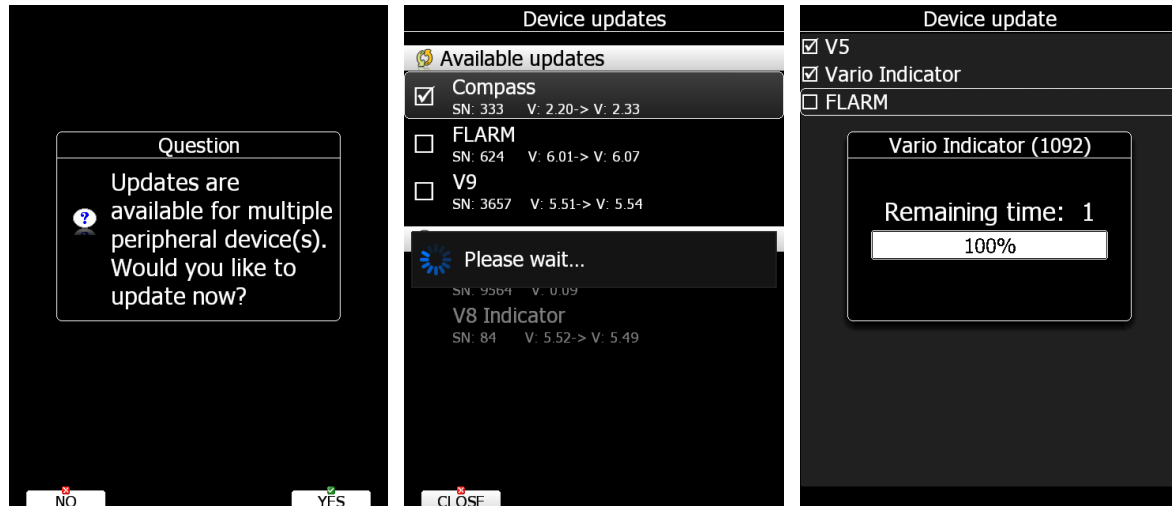 Question
Updates are
available for multiple
peripheral device(s).
Would you like to
update now?
NO
YES
Device updates
Available updates
Compass
SN: 333 V: 2.20-> V: 2.33
FLARM
SN: 624 V: 6.01-> V: 6.07
V9
SN: 3657 V: 5.51-> V: 5.54
Please wait...
SN: 9564 V: 0.09
V8 Indicator
SN: 84 V: 5.52-> V: 5.49
CLOSE
Device update
V5
Vario Indicator
FLARM
Vario Indicator (1092)
Remaining time: 1
100%